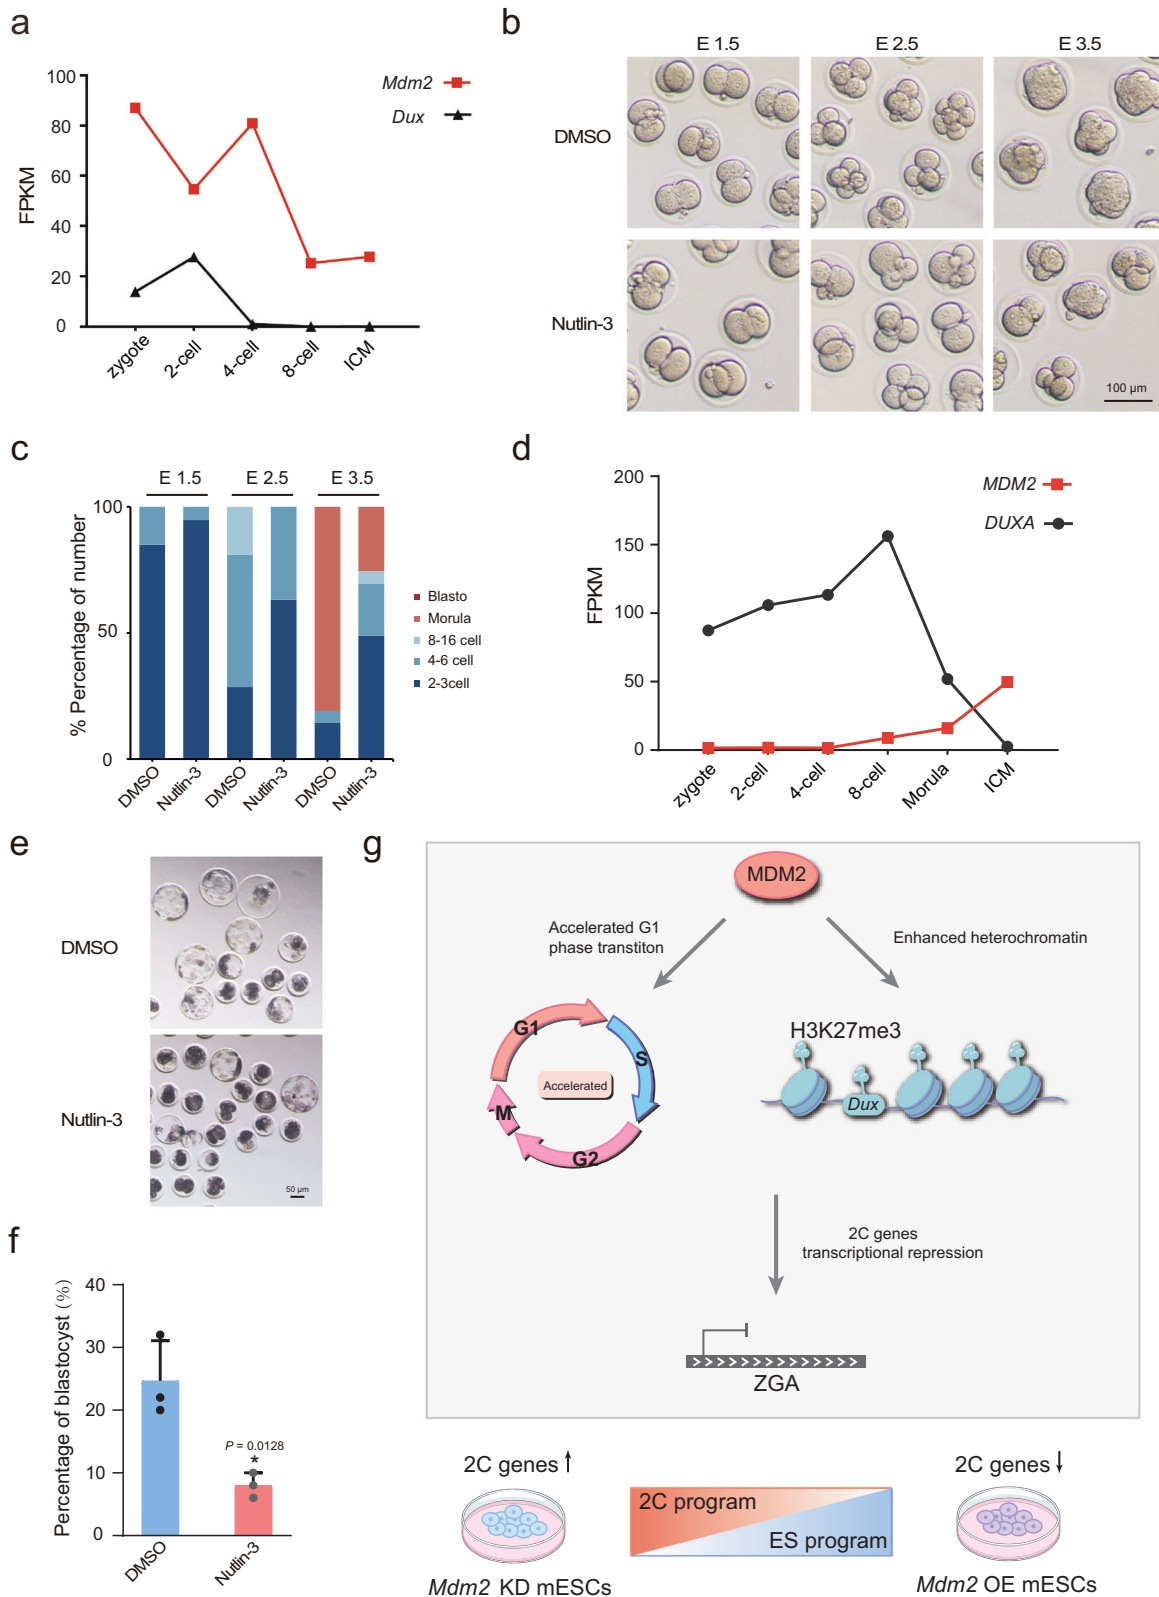 a
100
80
60
40
20
0
FPKM
Mdm2
Dux
zygote
2-cell
4-cell
8-cell
ICM
b
E 1.5
E 2.5
E 3.5
DMSO
Nutlin-3
100 µm
c
E 1.5
E 2.5
E 3.5
100
50
0
% Percentage of number
DMSO
Nutlin-3
DMSO
Nutlin-3
DMSO
Nutlin-3
Blasto
Morula
8-16 cell
4-6 cell
2-3cell
d
200
150
100
50
0
FPKM
MDM2
DUXA
zygote
2-cell
4-cell
8-cell
Morula
ICM
e
DMSO
Nutlin-3
50 µm
f
40
30
20
10
0
Percentage of blastocyst (%)
P = 0.0128
*
DMSO
Nutlin-3
g
MDM2
Accelerated G1
phase transtiton
Enhanced heterochromatin
G1
S
G2
M
Accelerated
H3K27me3
Dux
2C genes
transcriptional repression
ZGA
2C genes
2C genes
2C program
ES program
Mdm2 KD mESCs
Mdm2 OE mESCs